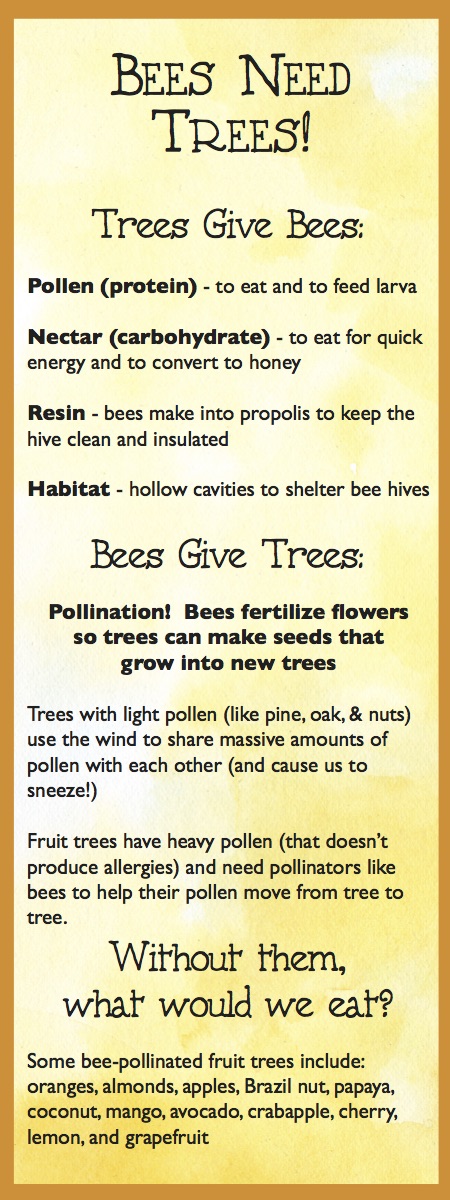 Bees Need
Trees!
Trees Give Bees:
Pollen (protein) - to eat and to feed larva
Nectar (carbohydrate) - to eat for quick
energy and to convert to honey
Resin - bees make into propolis to keep the
hive clean and insulated
Habitat - hollow cavities to shelter bee hives
Bees Give Trees:
Pollination!  Bees fertilize flowers
so trees can make seeds that
grow into new trees
Trees with light pollen (like pine, oak, & nuts)
use the wind to share massive amounts of
pollen with each other (and cause us to
sneeze!)
Fruit trees have heavy pollen (that doesn't
produce allergies) and need pollinators like
bees to help their pollen move from tree to
tree.
Without them,
what would we eat?
Some bee-pollinated fruit trees include:
oranges, almonds, apples, Brazil nut, papaya,
coconut, mango, avocado, crabapple, cherry,
lemon, and grapefruit